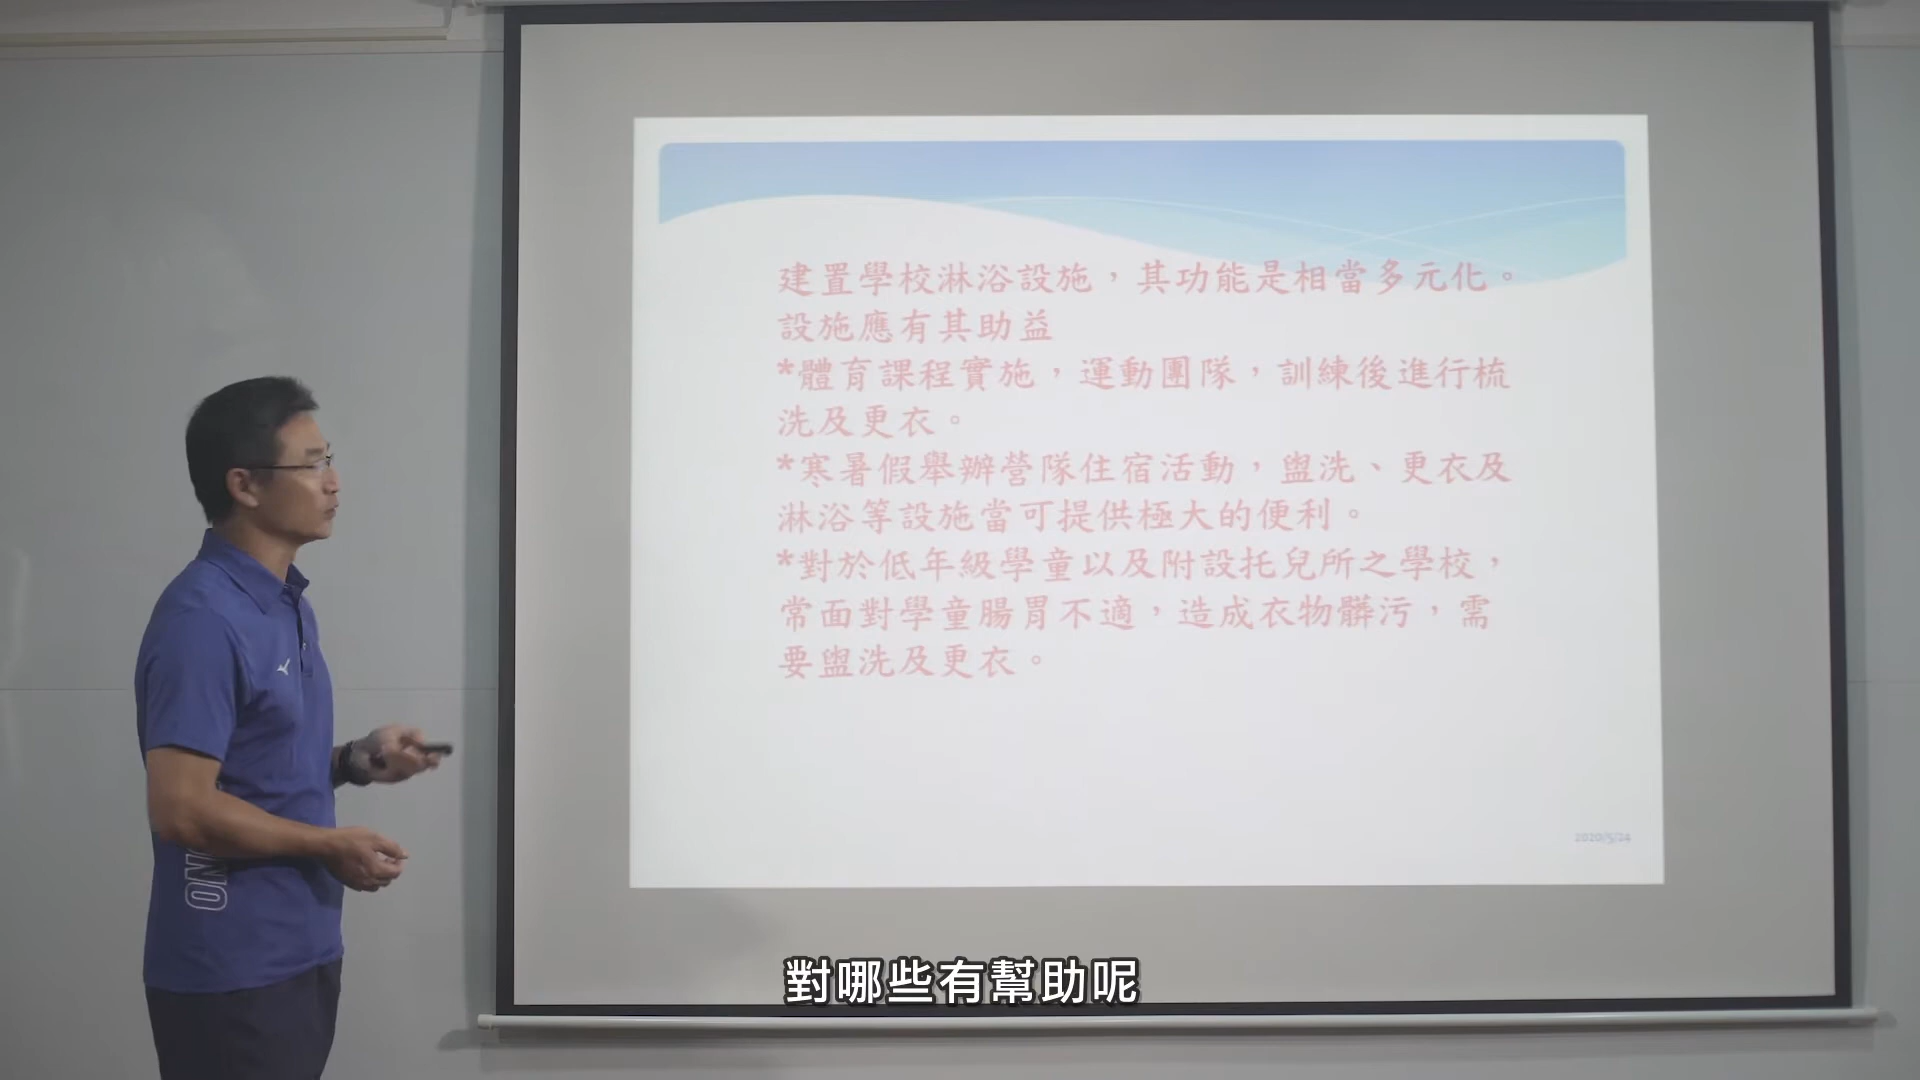 建置學校淋浴設施，其功能是相當多元化。
設施應有其助益
*體育課程實施，運動團隊，訓練後進行梳
洗及更衣。
*寒暑假舉辦營隊住宿活動，盥洗、更衣及
淋浴等設施當可提供極大的便利。
*對於低年級學童以及附設托兒所之學校，
常面對學童腸胃不適，造成衣物髒污，需
要盥洗及更衣。
2020/5/24
對哪些有幫助呢